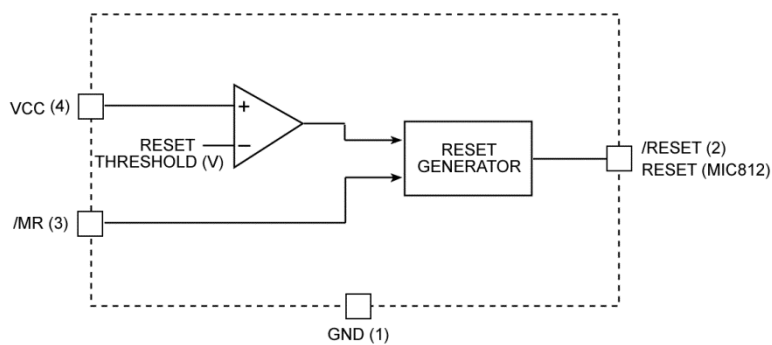 VCC (4)
+
RESET
THRESHOLD (V)
−
RESET
GENERATOR
/RESET (2)
RESET (MIC812)
/MR (3)
GND (1)